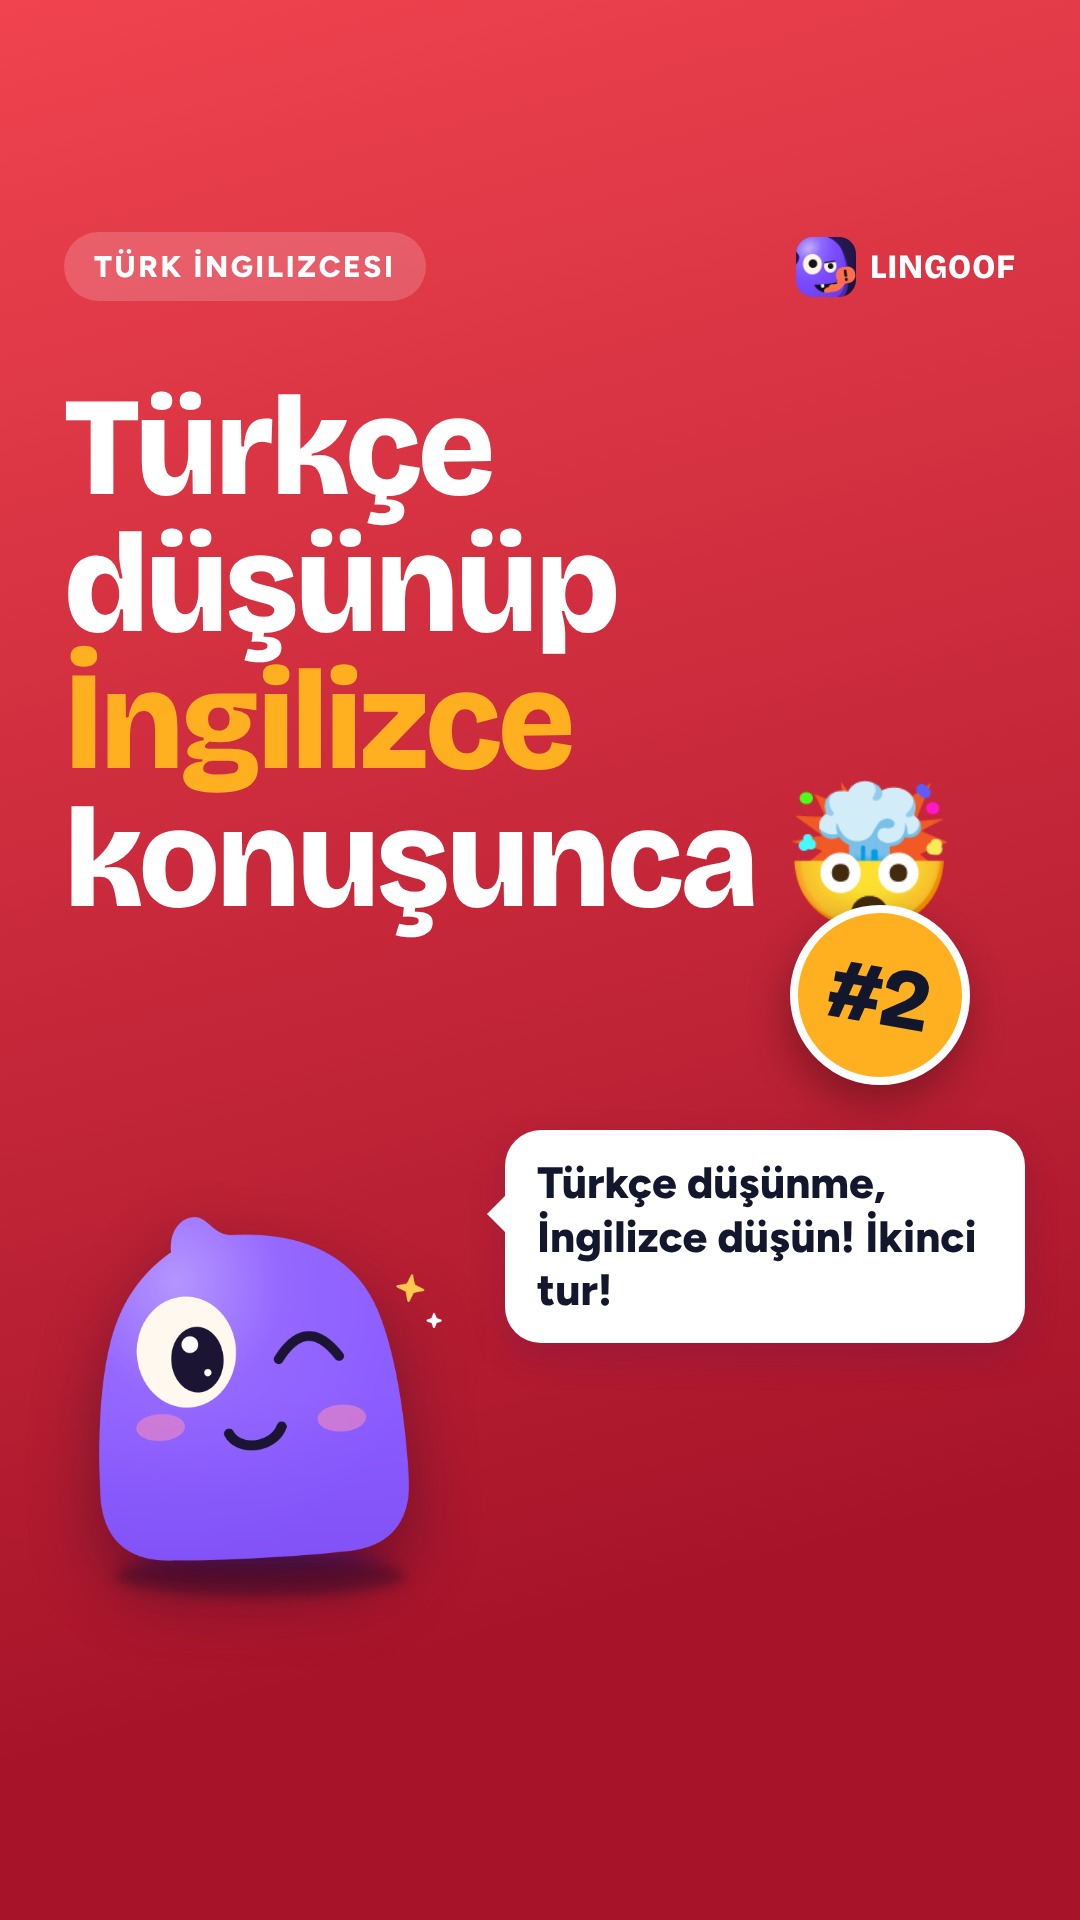 TÜRK İNGILIZCESI
LINGOOF
Türkçe
düşünüp
İngilizce
konuşunca 🤯
#2
Türkçe düşünme,
İngilizce düşün! İkinci
tur!